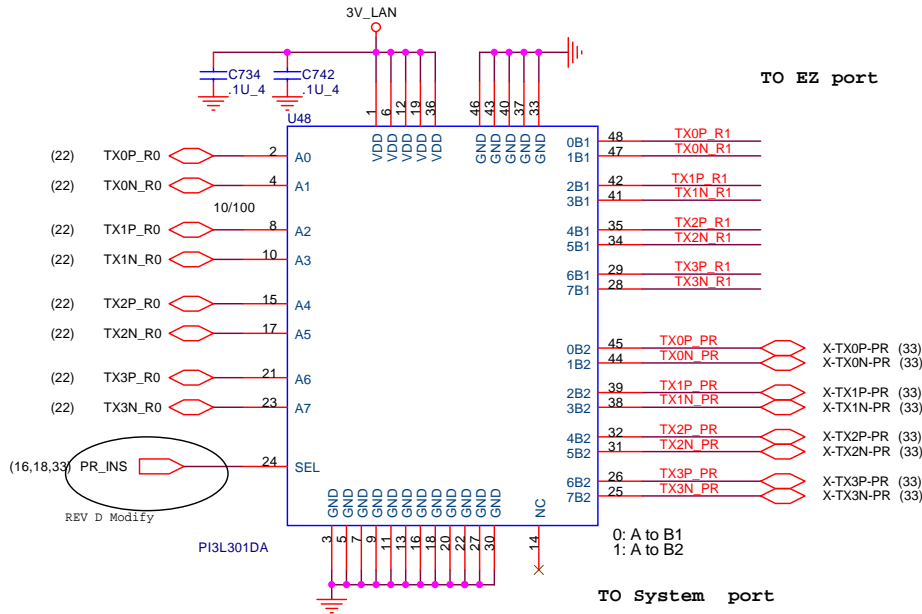 3V_LAN
C734
.1U_4
C742
.1U_4
TO EZ port
U48
1
6
12
19
36
46
43
40
37
33
VDD
VDD
VDD
VDD
VDD
GND
GND
GND
GND
GND
(22) TX0P_R0 2 A0
(22) TX0N_R0 4 A1
10/100
(22) TX1P_R0 8 A2
(22) TX1N_R0 10 A3
(22) TX2P_R0 15 A4
(22) TX2N_R0 17 A5
(22) TX3P_R0 21 A6
(22) TX3N_R0 23 A7
(16,18,33) PR_INS 24 SEL
REV D Modify
0B1 48 TX0P_R1
1B1 47 TX0N_R1
2B1 42 TX1P_R1
3B1 41 TX1N_R1
4B1 35 TX2P_R1
5B1 34 TX2N_R1
6B1 29 TX3P_R1
7B1 28 TX3N_R1
0B2 45 TX0P_PR X-TX0P-PR (33)
1B2 44 TX0N_PR X-TX0N-PR (33)
2B2 39 TX1P_PR X-TX1P-PR (33)
3B2 38 TX1N_PR X-TX1N-PR (33)
4B2 32 TX2P_PR X-TX2P-PR (33)
5B2 31 TX2N_PR X-TX2N-PR (33)
6B2 26 TX3P_PR X-TX3P-PR (33)
7B2 25 TX3N_PR X-TX3N-PR (33)
GND
GND
GND
GND
GND
GND
GND
GND
GND
GND
GND
GND
NC
3
5
7
9
11
13
16
18
20
22
27
30
14
PI3L301DA
0: A to B1
1: A to B2
TO System port